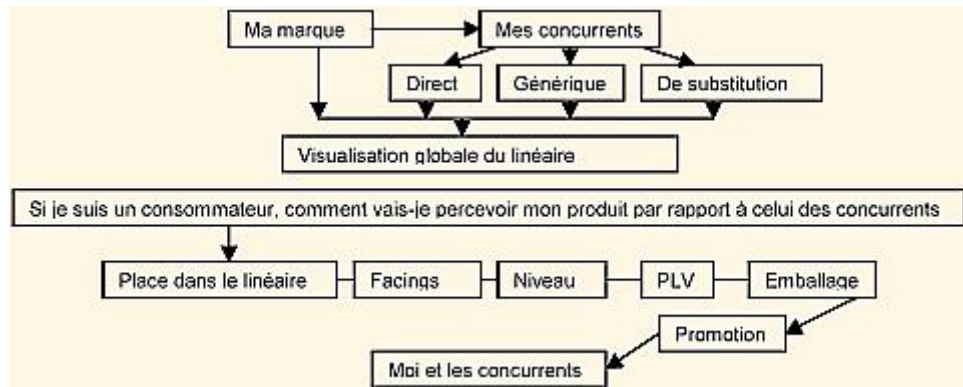 Ma marque
Mes concurrents
Direct
Générique
De substitution
Visualisation globale du linéaire
Si je suis un consommateur, comment vais-je percevoir mon produit par rapport à celui des concurrents
Place dans le linéaire
Facings
Niveau
PLV
Emballage
Promotion
Moi et les concurrents